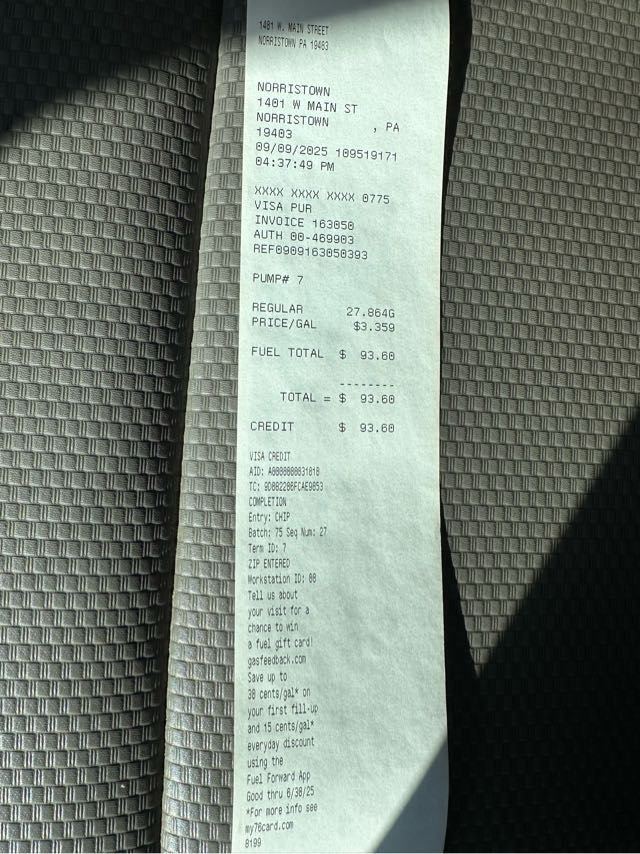 1401 W. MAIN STREET
NORRISTOWN PA 19403
NORRISTOWN
1401 W MAIN ST
NORRISTOWN , PA
19403
09/09/2025 109519171
04:37:49 PM
XXXX XXXX XXXX 0775
VISA PUR
INVOICE 163050
AUTH 00-469903
REF0909163050393
PUMP# 7
REGULAR 27.864G
PRICE/GAL $3.359
FUEL TOTAL $ 93.60
--------
TOTAL = $ 93.60
CREDIT $ 93.60
VISA CREDIT
AID: A0000000031010
TC: 9D082286FCAE9853
COMPLETION
Entry: CHIP
Batch: 75 Seq Num: 27
Term ID: 7
ZIP ENTERED
Workstation ID: 00
Tell us about
your visit for a
chance to win
a fuel gift card!
gasfeedback.com
Save up to
30 cents/gal* on
your first fill-up
and 15 cents/gal*
everyday discount
using the
Fuel Forward App
Good thru 6/30/25
*For more info see
my76card.com
8199